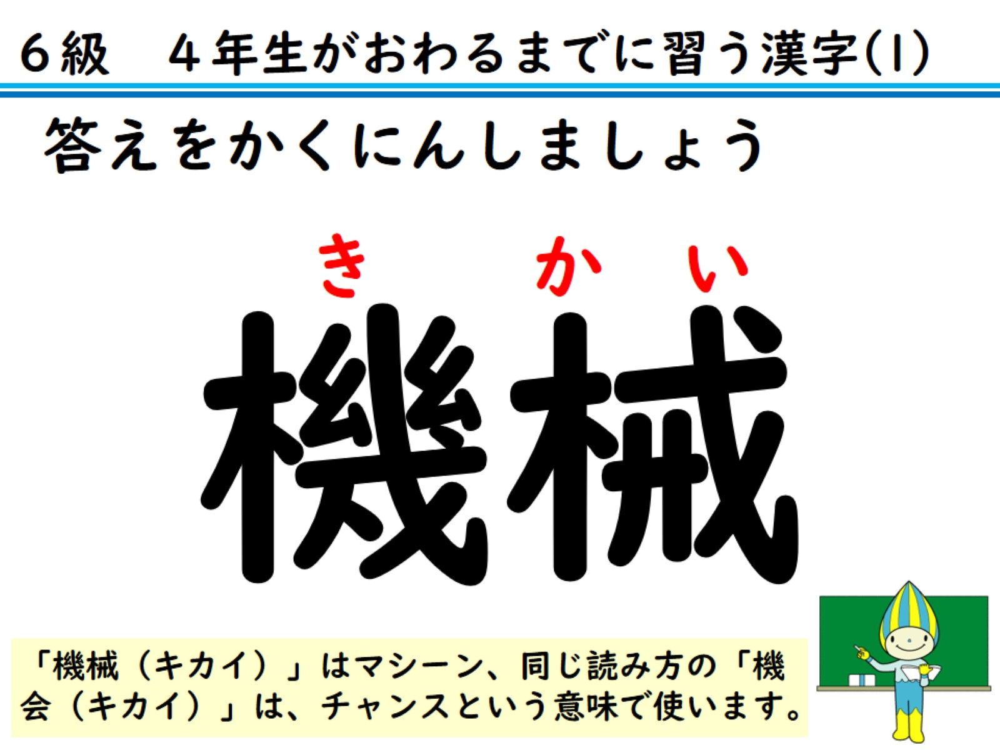 ６級　４年生がおわるまでに習う漢字(1)
答えをかくにんしましょう
き　かい
機械
「機械（キカイ）」はマシーン、同じ読み方の「機
会（キカイ）」は、チャンスという意味で使います。